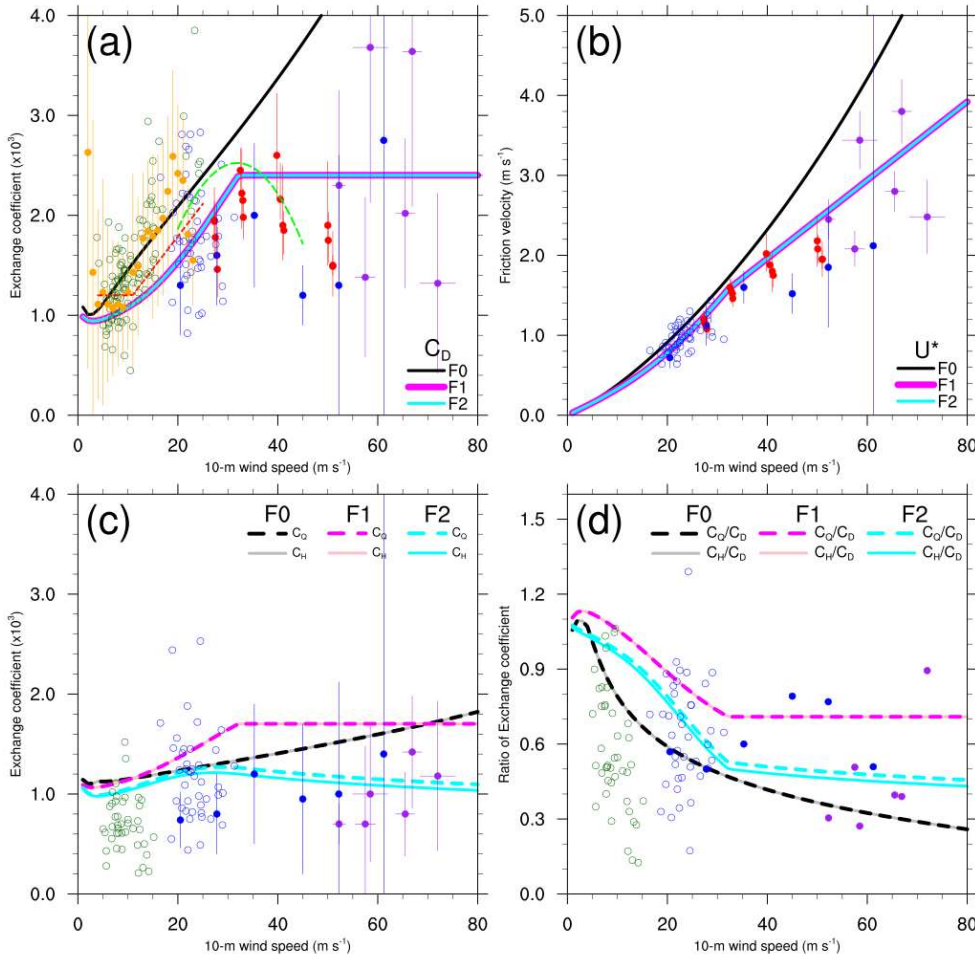 (a)
4.0
3.0
2.0
1.0
0.0
Exchange coefficient (x10³)
C_D
F0
F1
F2
0 20 40 60 80
10-m wind speed (m s⁻¹)
(b)
5.0
4.0
3.0
2.0
1.0
0.0
Friction velocity (m s⁻¹)
U*
F0
F1
F2
0 20 40 60 80
10-m wind speed (m s⁻¹)
(c)
4.0
3.0
2.0
1.0
0.0
Exchange coefficient (x10³)
F0 F1 F2
C_Q C_Q C_Q
C_H C_H C_H
0 20 40 60 80
10-m wind speed (m s⁻¹)
(d)
1.5
1.2
0.9
0.6
0.3
0.0
Ratio of Exchange coefficient
F0 F1 F2
C_Q/C_D C_Q/C_D C_Q/C_D
C_H/C_D C_H/C_D C_H/C_D
0 20 40 60 80
10-m wind speed (m s⁻¹)